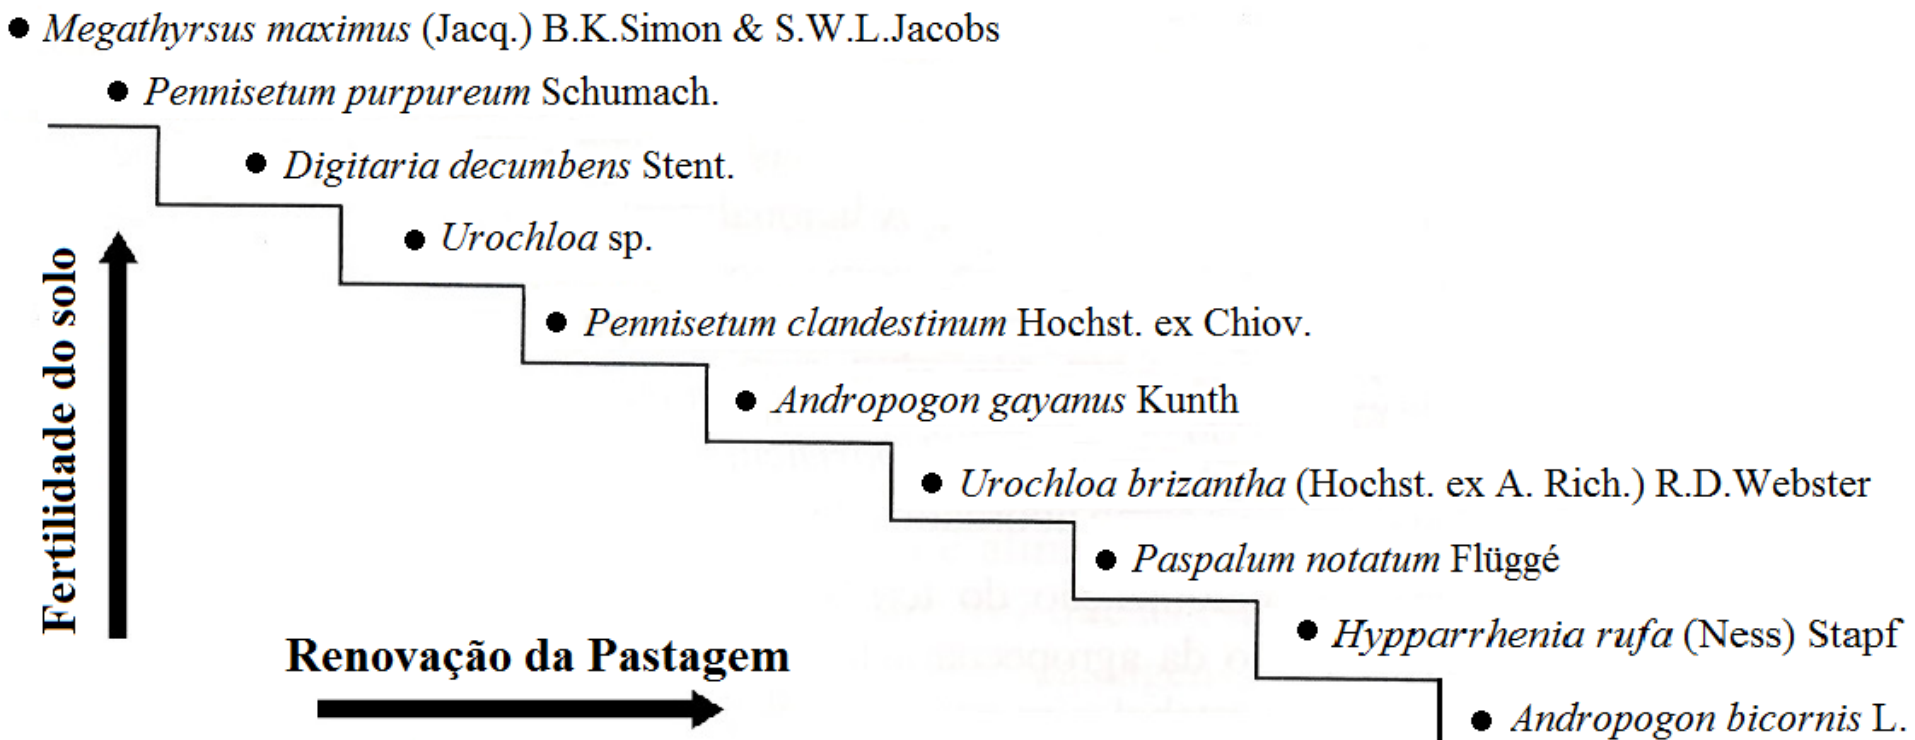 ● Megathyrsus maximus (Jacq.) B.K.Simon & S.W.L.Jacobs
● Pennisetum purpureum Schumach.
● Digitaria decumbens Stent.
● Urochloa sp.
● Pennisetum clandestinum Hochst. ex Chiov.
● Andropogon gayanus Kunth
● Urochloa brizantha (Hochst. ex A. Rich.) R.D.Webster
● Paspalum notatum Flüggé
● Hypparrhenia rufa (Ness) Stapf
● Andropogon bicornis L.
Fertilidade do solo
Renovação da Pastagem